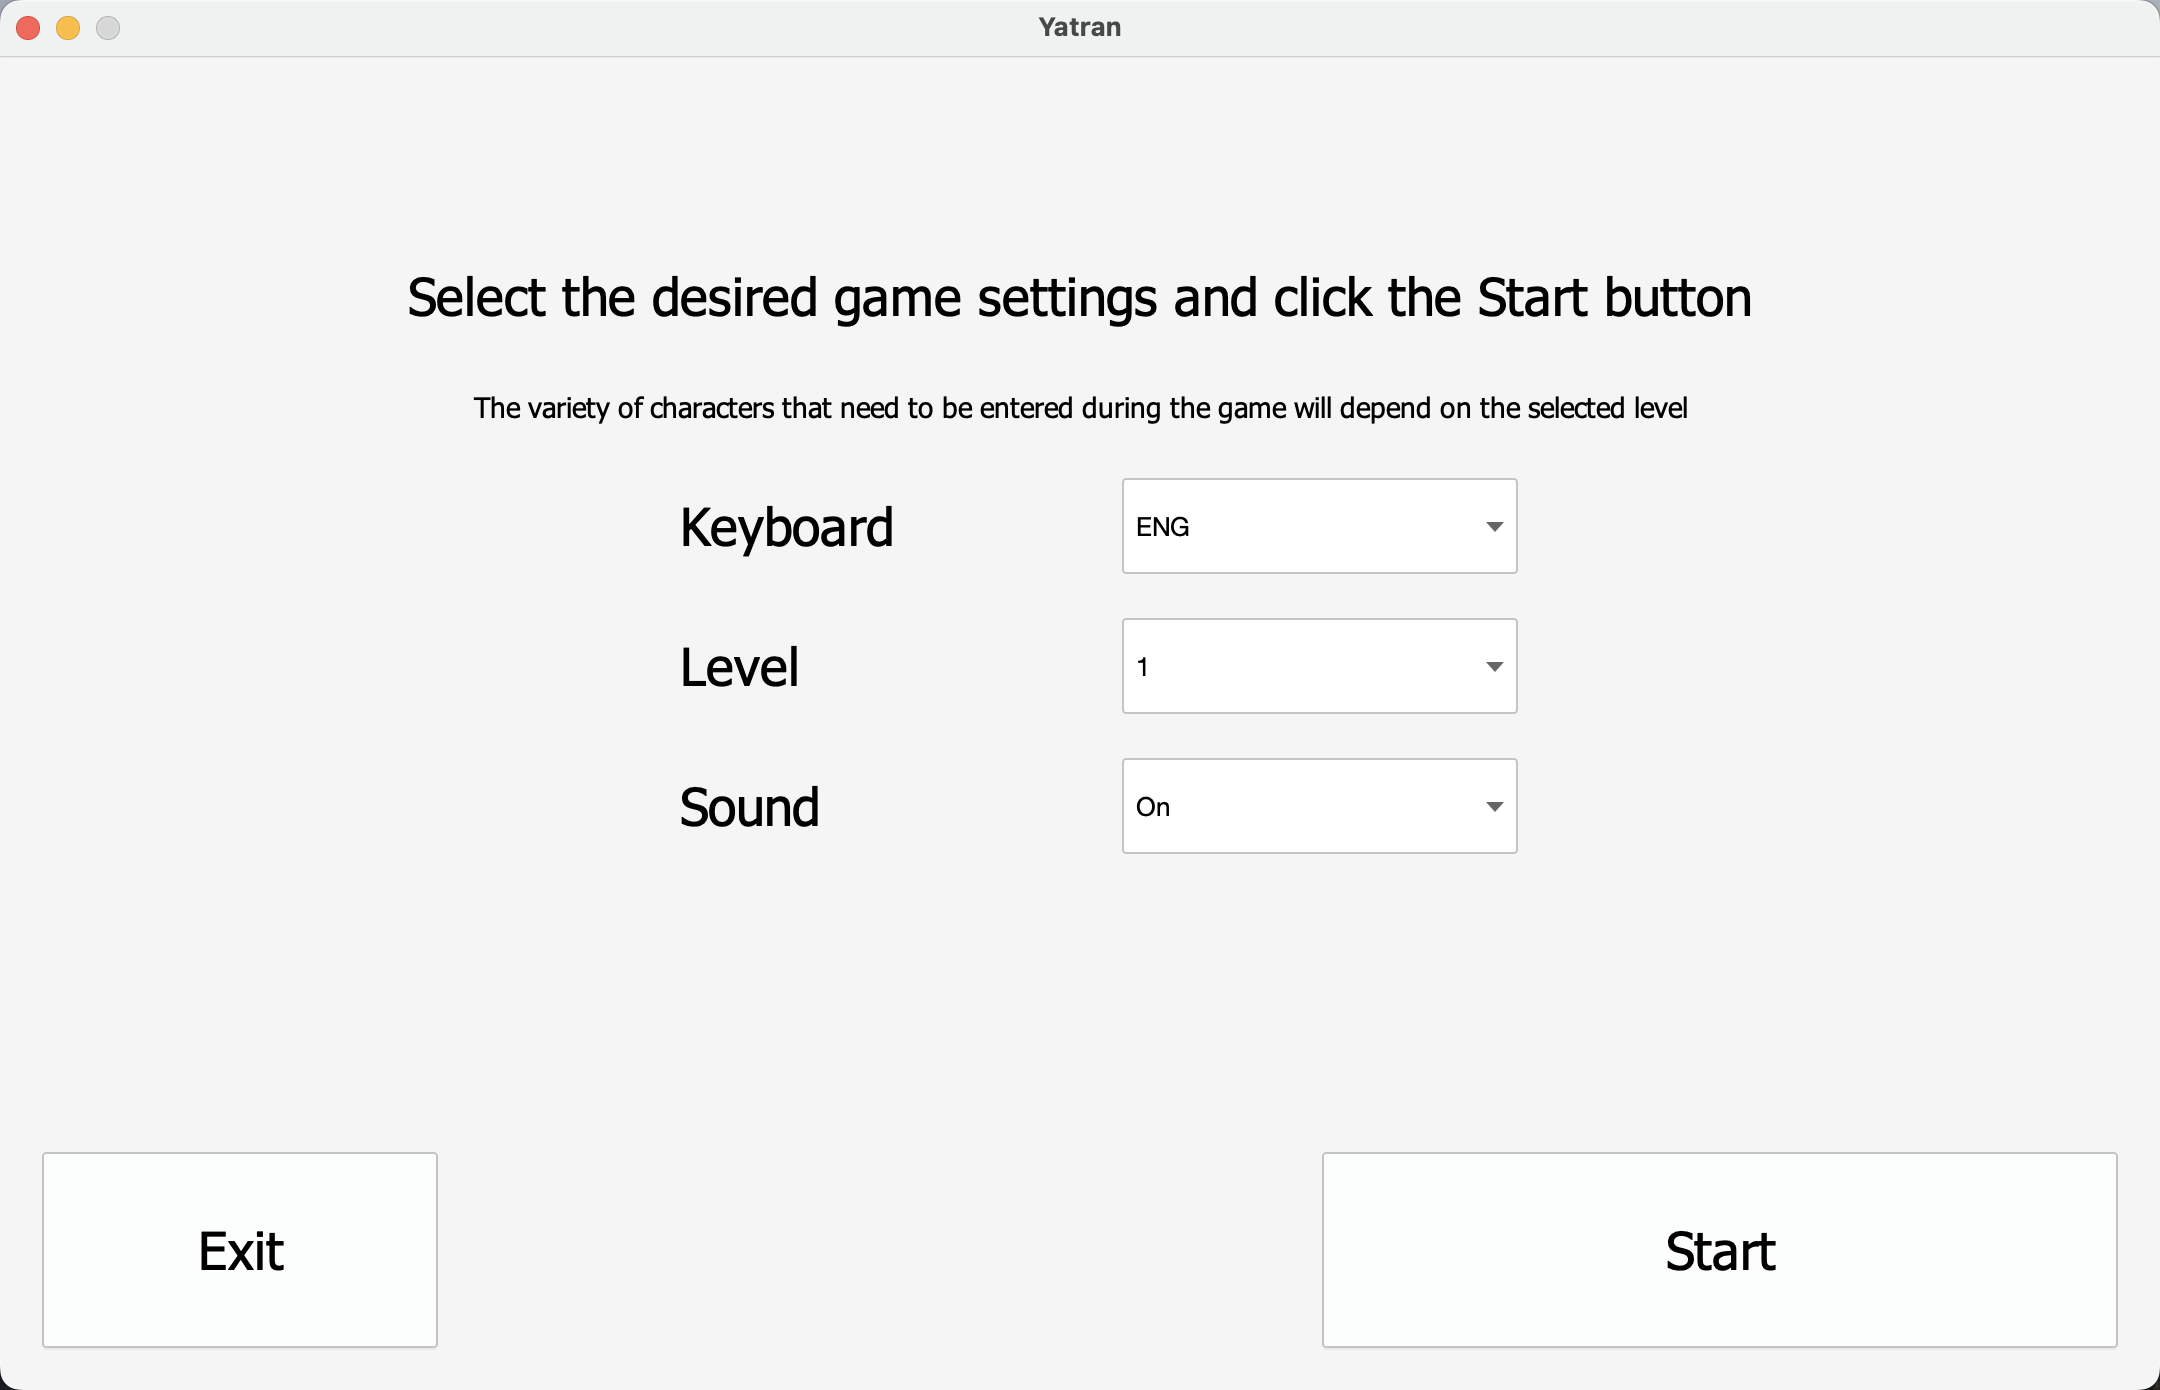 Yatran
Select the desired game settings and click the Start button
The variety of characters that need to be entered during the game will depend on the selected level
Keyboard ENG
Level 1
Sound On
Exit Start